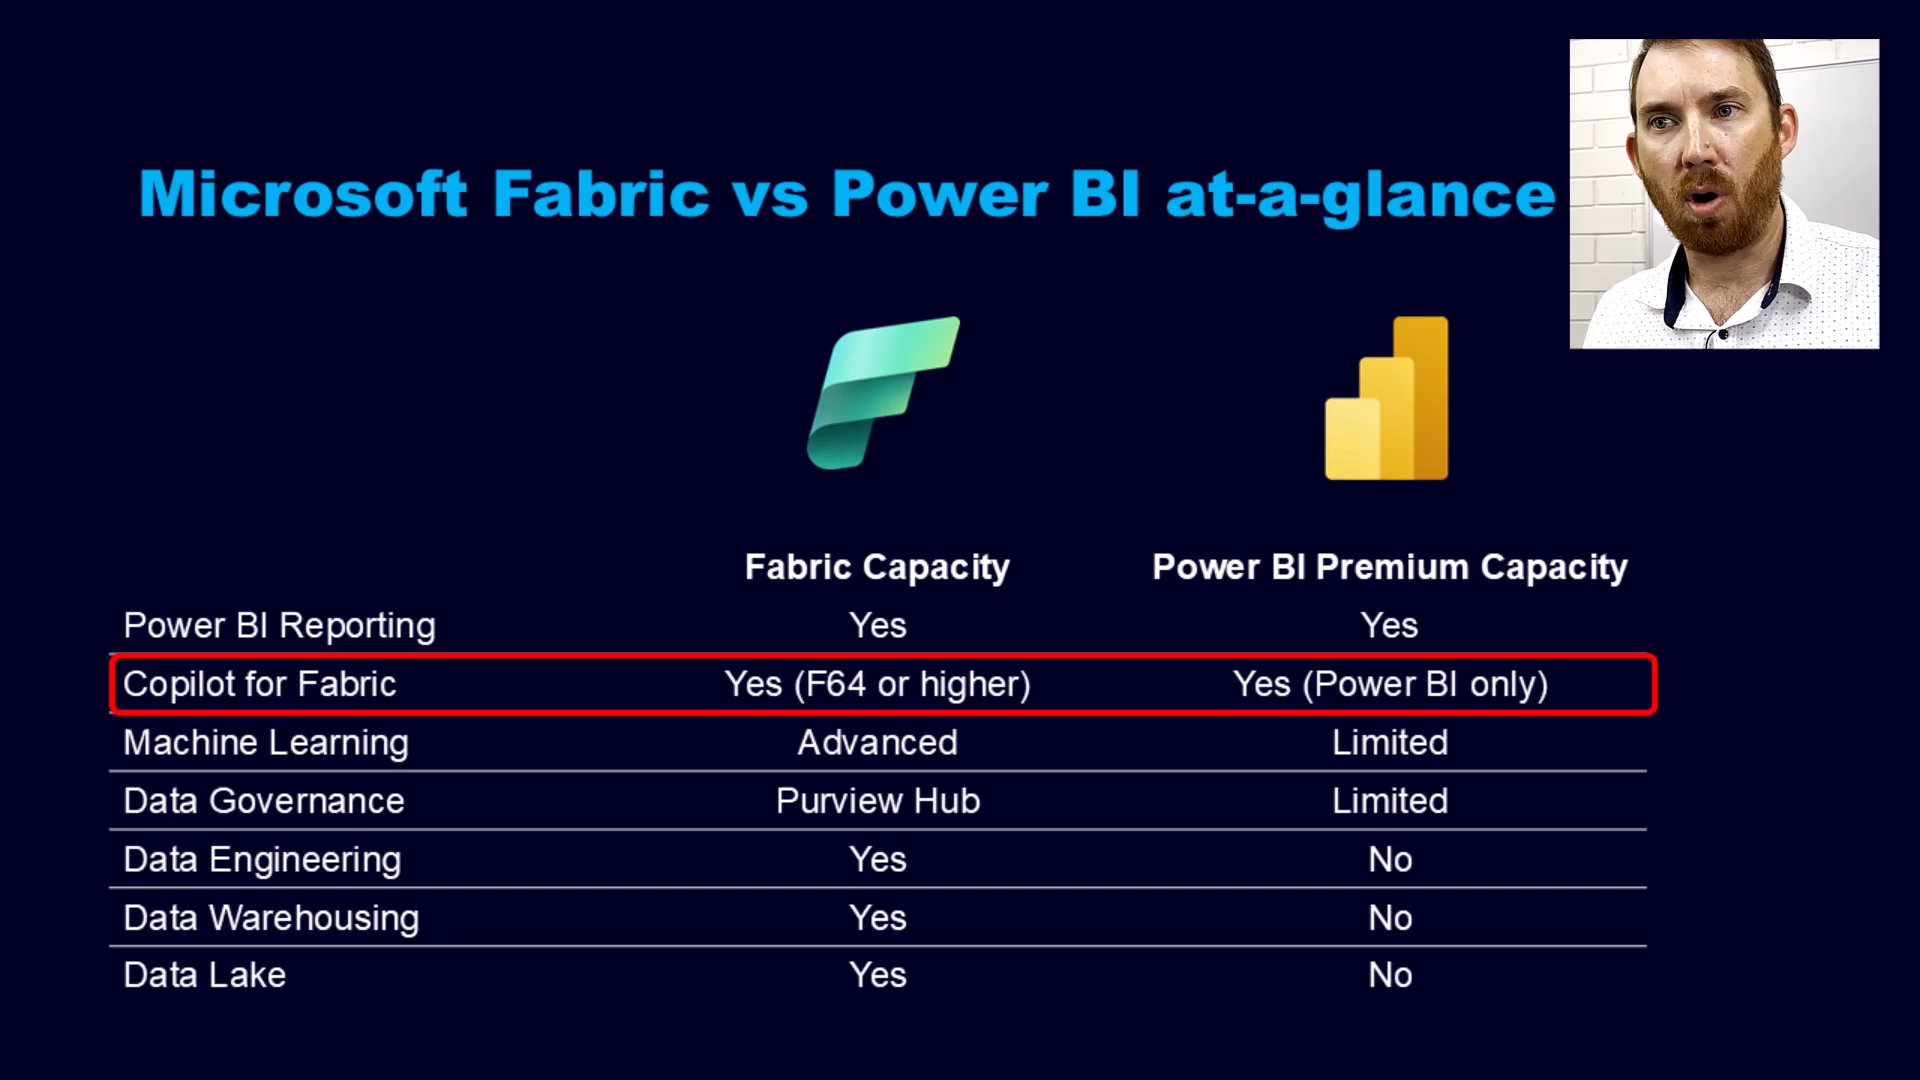 Microsoft Fabric vs Power BI at-a-glance
Fabric Capacity Power BI Premium Capacity
Power BI Reporting Yes Yes
Copilot for Fabric Yes (F64 or higher) Yes (Power BI only)
Machine Learning Advanced Limited
Data Governance Purview Hub Limited
Data Engineering Yes No
Data Warehousing Yes No
Data Lake Yes No